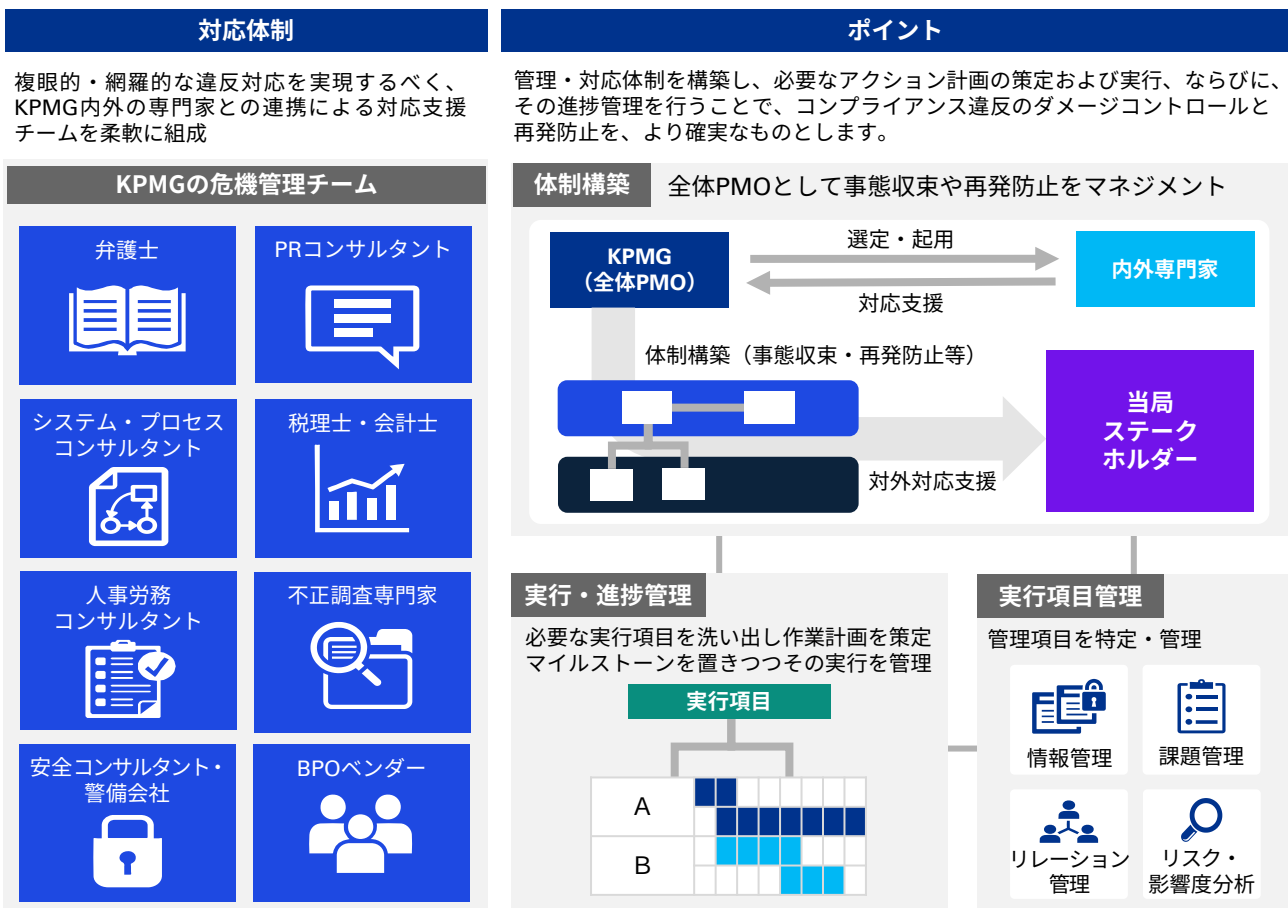 対応体制
複眼的・網羅的な違反対応を実現するべく、
KPMG内外の専門家との連携による対応支援
チームを柔軟に組成
KPMGの危機管理チーム
弁護士
PRコンサルタント
システム・プロセス
コンサルタント
税理士・会計士
人事労務
コンサルタント
不正調査専門家
安全コンサルタント・
警備会社
BPOベンダー
ポイント
管理・対応体制を構築し、必要なアクション計画の策定および実行、ならびに、
その進捗管理を行うことで、コンプライアンス違反のダメージコントロールと
再発防止を、より確実なものとします。
体制構築
全体PMOとして事態収束や再発防止をマネジメント
KPMG
（全体PMO）
選定・起用
対応支援
内外専門家
体制構築（事態収束・再発防止等）
対外対応支援
当局
ステーク
ホルダー
実行・進捗管理
必要な実行項目を洗い出し作業計画を策定
マイルストーンを置きつつその実行を管理
実行項目
A
B
実行項目管理
管理項目を特定・管理
情報管理
課題管理
リレーション
管理
リスク・
影響度分析